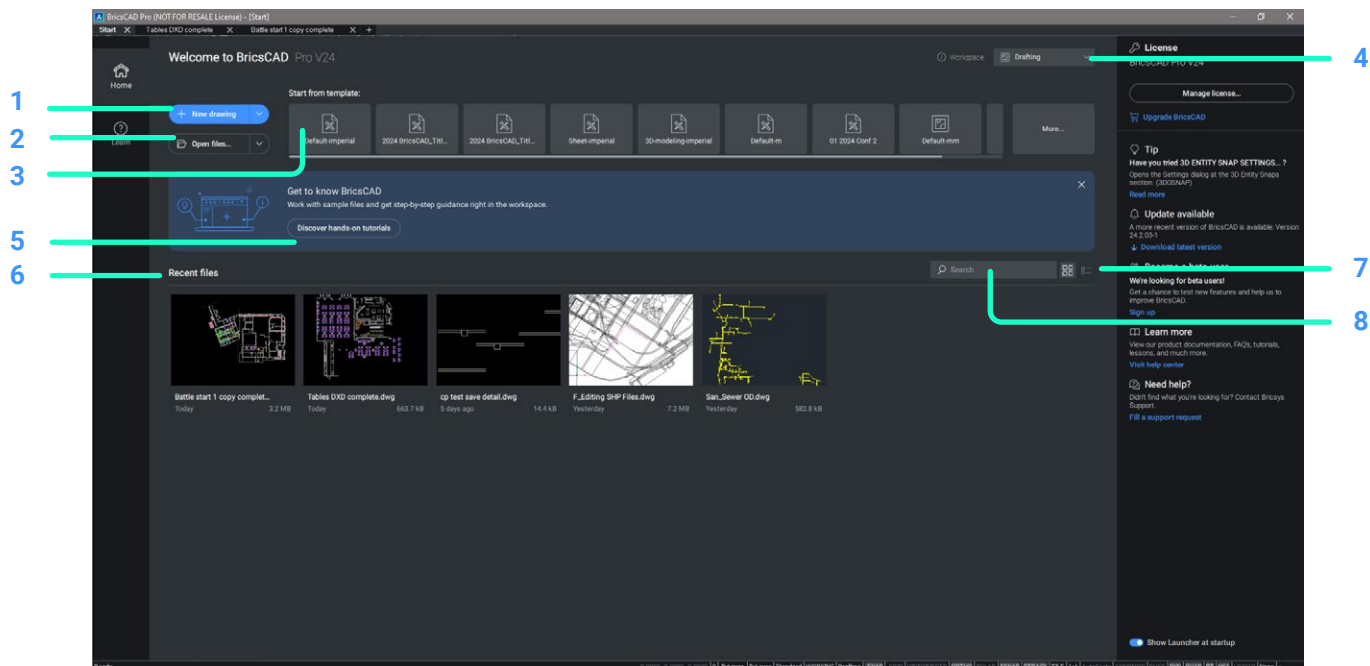 BricsCAD Pro (NOT FOR RESALE License) - [Start]
Start X Tables DXD complete X Battle start 1 copy complete X +
Welcome to BricsCAD Pro V24
Workspace Drafting
Home
Learn
1
2
3
4
5
6
7
8
+ New drawing
Open files...
Start from template:
Default-imperial
2024 BricsCAD_Titl...
2024 BricsCAD_Titl...
Sheet-imperial
3D-modeling-imperial
Default-m
01 2024 Conf 2
Default-mm
More...
Get to know BricsCAD
Work with sample files and get step-by-step guidance right in the workspace.
Discover hands-on tutorials
Recent files
Search
Battle start 1 copy complet...
Today 3.2 MB
Tables DXD complete.dwg
Today 663.7 kB
cp test save detail.dwg
5 days ago 14.4 kB
F_Editing SHP Files.dwg
Yesterday 7.2 MB
San_Sewer OD.dwg
Yesterday 582.8 kB
License
BricsCAD Pro V24
Manage license...
Upgrade BricsCAD
Tip
Have you tried 3D ENTITY SNAP SETTINGS... ?
Opens the Settings dialog at the 3D Entity Snaps
section. (3DOSNAP)
Read more
Update available
A more recent version of BricsCAD is available: Version
24.2.03-1
Download latest version
Become a beta user
We're looking for beta users!
Get a chance to test new features and help us to
improve BricsCAD.
Sign up
Learn more
View our product documentation, FAQs, tutorials,
lessons, and much more.
Visit help center
Need help?
Didn't find what you're looking for? Contact Bricsys
Support.
Fill a support request
Show Launcher at startup